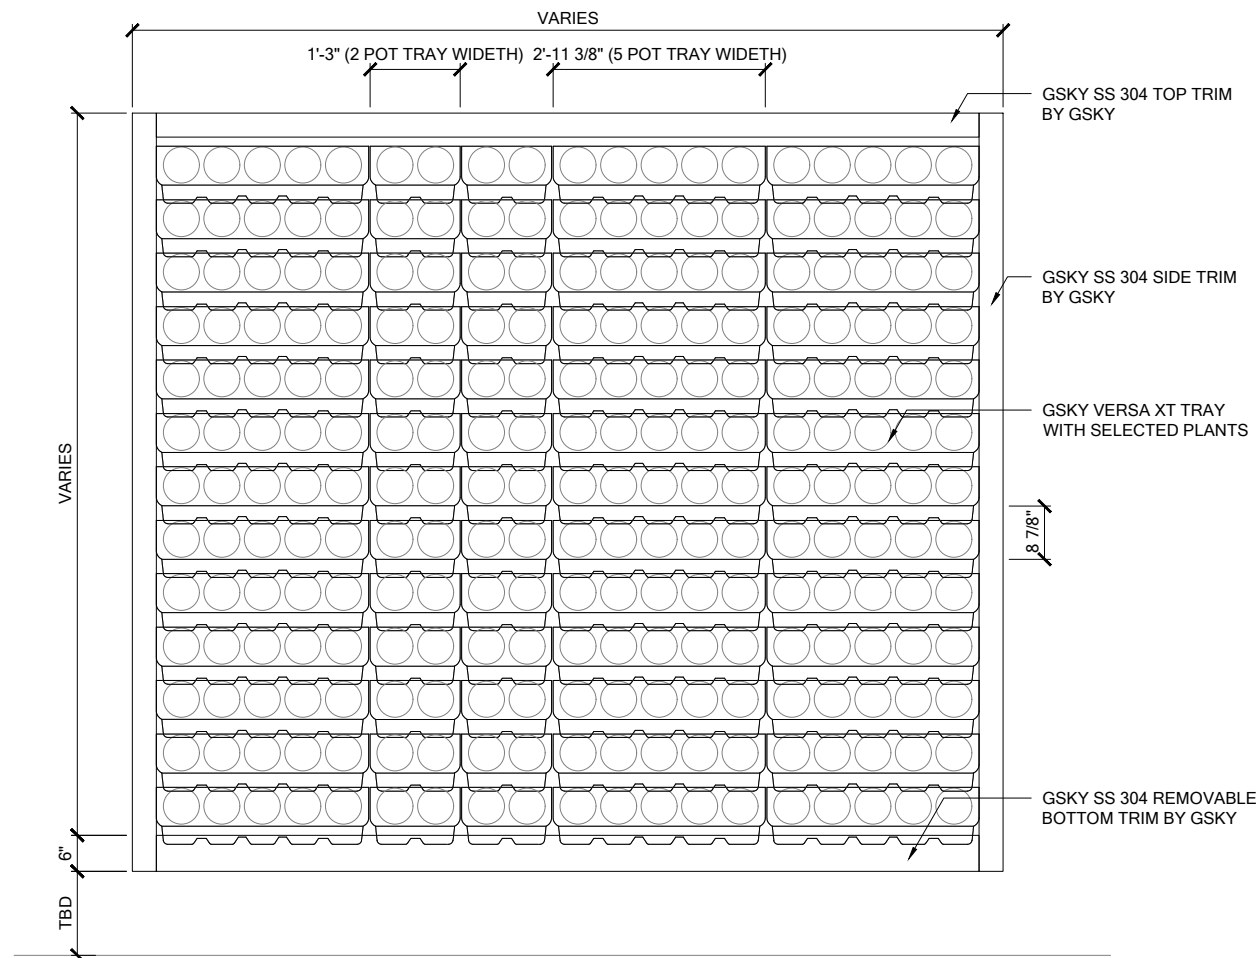 VARIES
1'-3" (2 POT TRAY WIDETH) 2'-11 3/8" (5 POT TRAY WIDETH)
GSKY SS 304 TOP TRIM
BY GSKY
GSKY SS 304 SIDE TRIM
BY GSKY
GSKY VERSA XT TRAY
WITH SELECTED PLANTS
VARIES
8 7/8"
GSKY SS 304 REMOVABLE
BOTTOM TRIM BY GSKY
6"
TBD